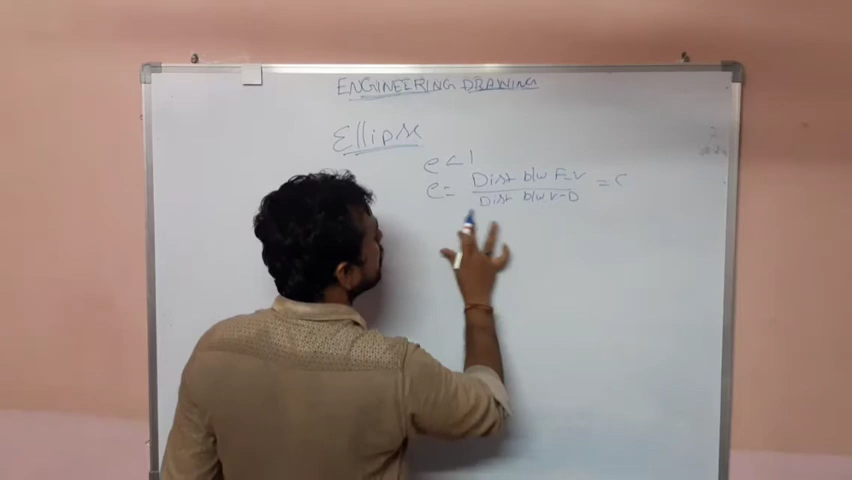 ENGINEERING DRAWING
Ellipse
e < 1
e = Dist b/w F-V = C
Dist b/w V-D